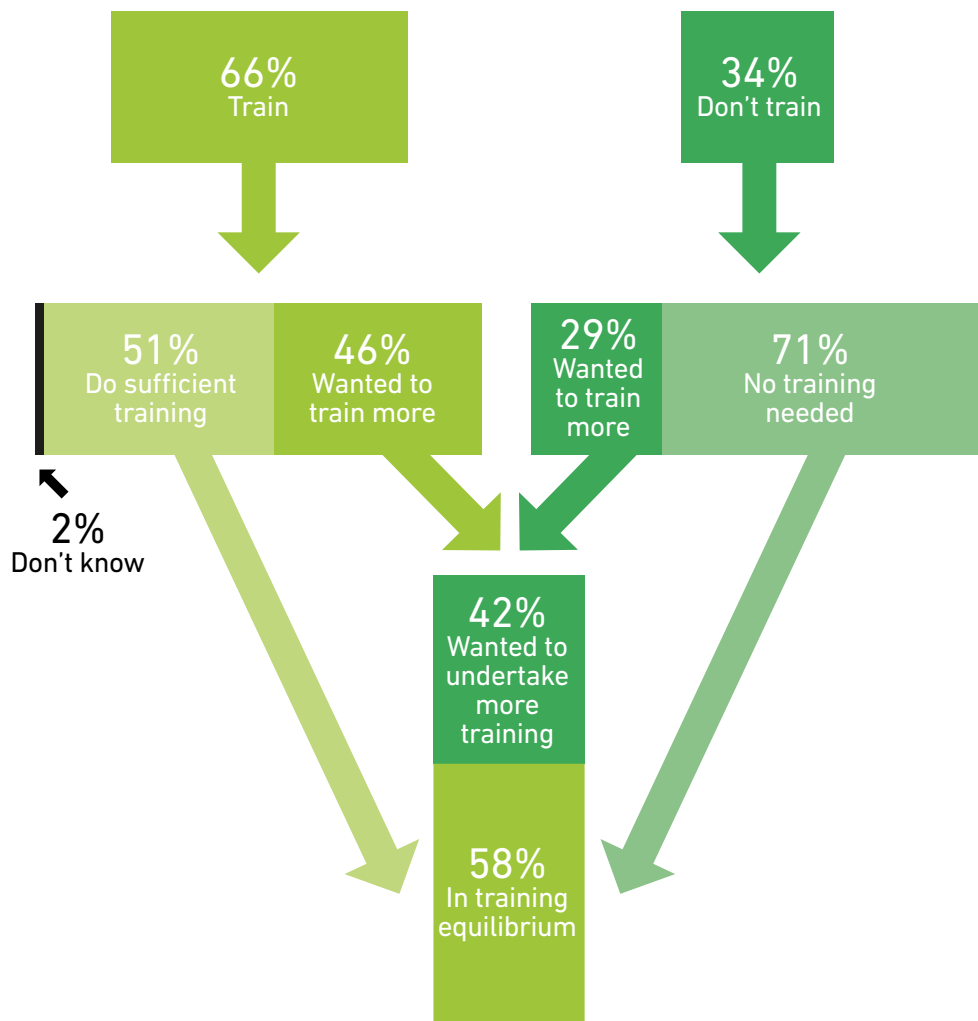 66%
Train
34%
Don't train
51%
Do sufficient
training
46%
Wanted to
train more
29%
Wanted
to train
more
71%
No training
needed
2%
Don't know
42%
Wanted to
undertake
more
training
58%
In training
equilibrium